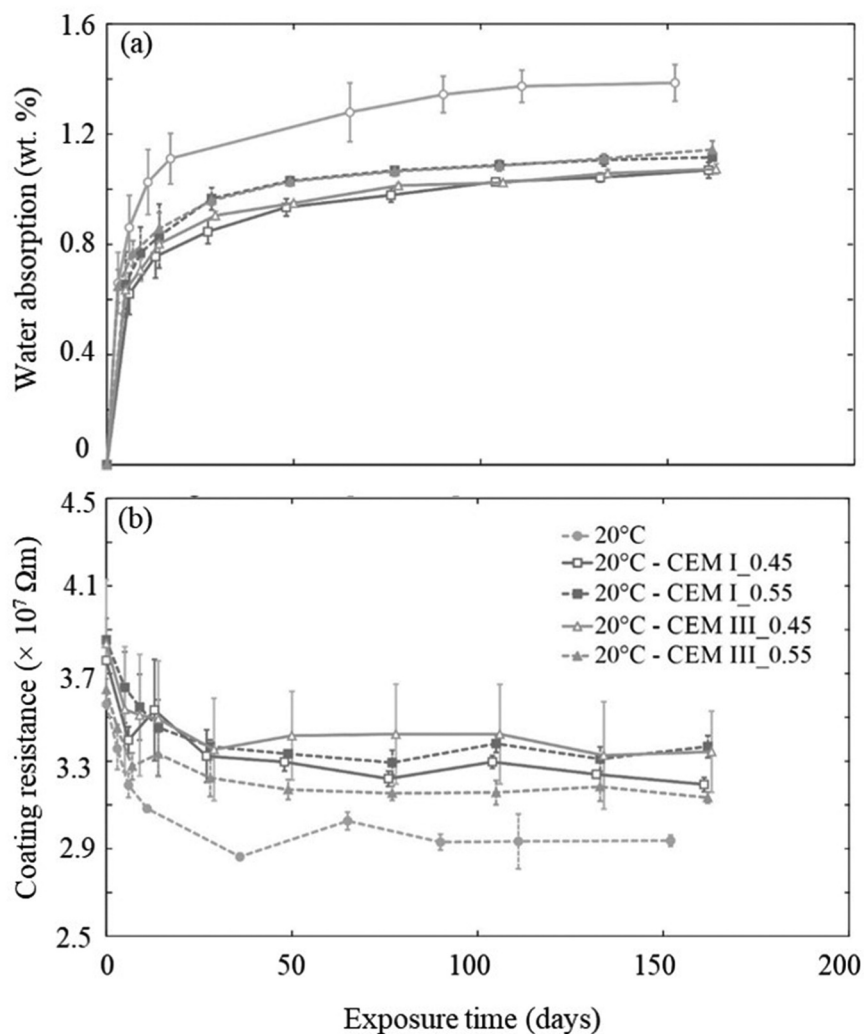 (a)
1.6
1.2
0.8
0.4
0
Water absorption (wt. %)
(b)
4.5
4.1
3.7
3.3
2.9
2.5
Coating resistance (× 10⁷ Ωm)
20°C
20°C - CEM I_0.45
20°C - CEM I_0.55
20°C - CEM III_0.45
20°C - CEM III_0.55
0 50 100 150 200
Exposure time (days)